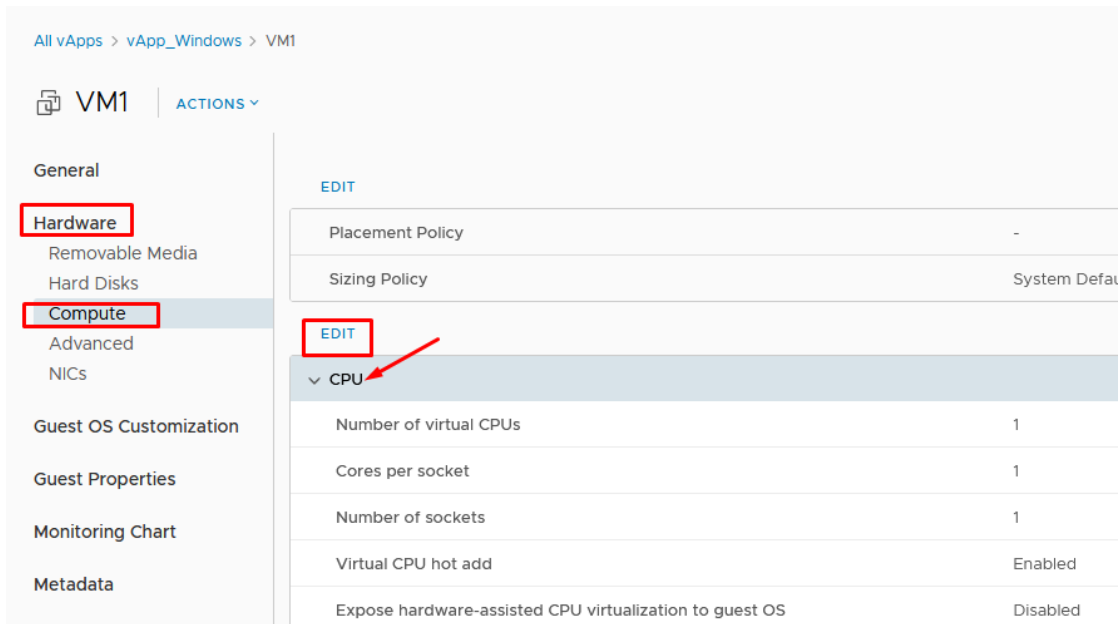 All vApps > vApp_Windows > VM1
VM1 ACTIONS
General
Hardware
Removable Media
Hard Disks
Compute
Advanced
NICs
Guest OS Customization
Guest Properties
Monitoring Chart
Metadata
EDIT
Placement Policy -
Sizing Policy System Defau
EDIT
CPU
Number of virtual CPUs 1
Cores per socket 1
Number of sockets 1
Virtual CPU hot add Enabled
Expose hardware-assisted CPU virtualization to guest OS Disabled